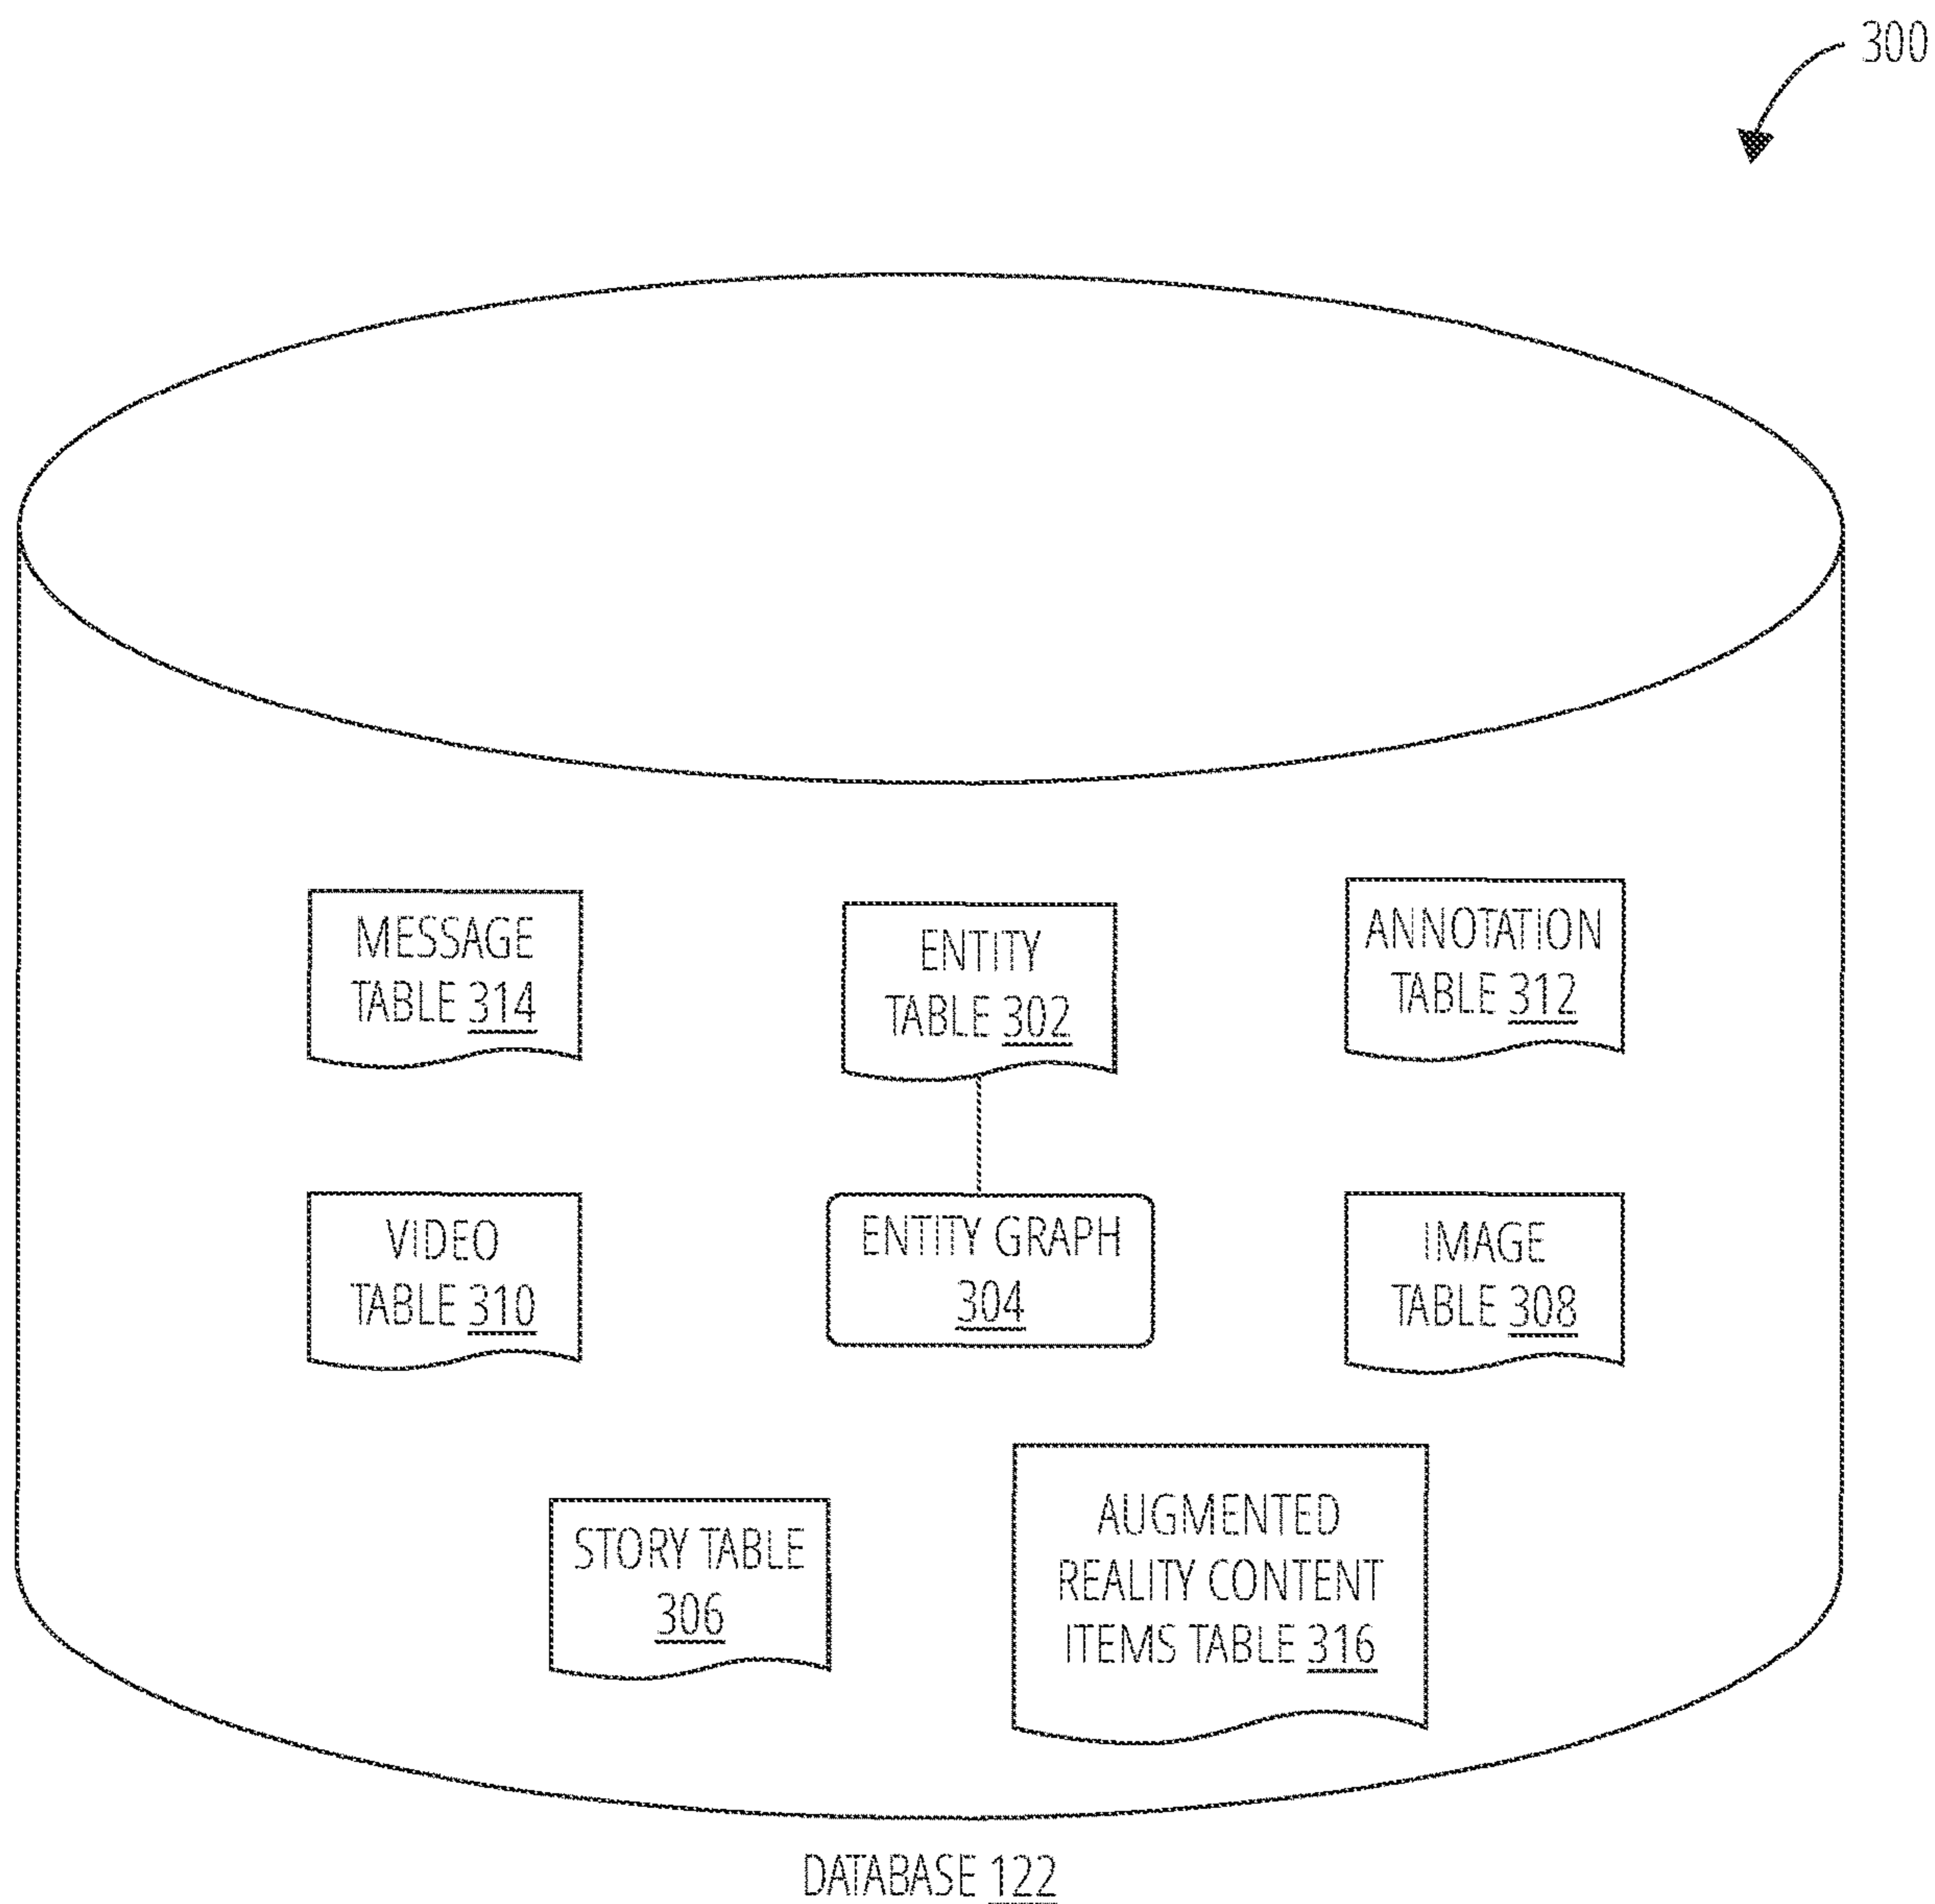 300
MESSAGE
TABLE 314
ENTITY
TABLE 302
ANNOTATION
TABLE 312
VIDEO
TABLE 310
ENTITY GRAPH
304
IMAGE
TABLE 308
STORY TABLE
306
AUGMENTED
REALITY CONTENT
ITEMS TABLE 316
DATABASE 122